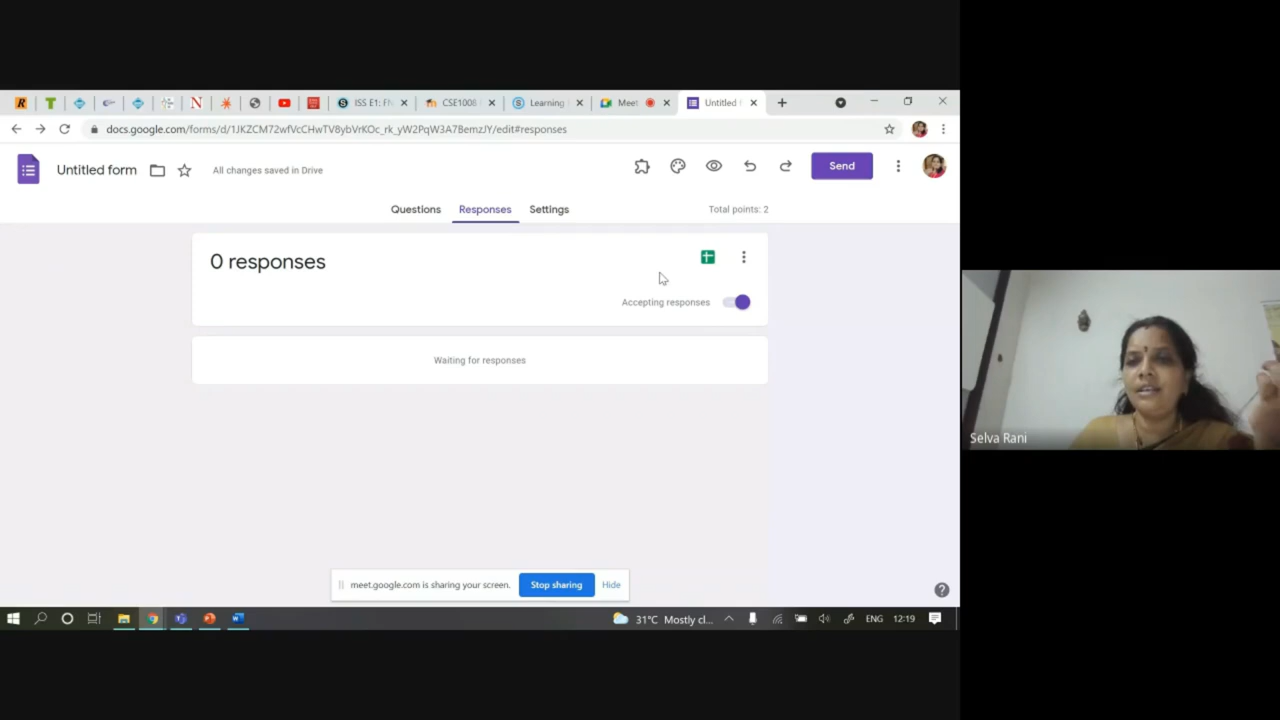 ISS E1: Fl
CSE1008
Learning
Meet
Untitled
docs.google.com/forms/d/1JKZCM72wfVcCHwTV8ybVrKOc_rk_yW2PqW3A7BemzJY/edit#responses
Untitled form
All changes saved in Drive
Send
Questions
Responses
Settings
Total points: 2
0 responses
Accepting responses
Waiting for responses
Selva Rani
meet.google.com is sharing your screen.
Stop sharing
Hide
31°C Mostly cl...
ENG
12:19